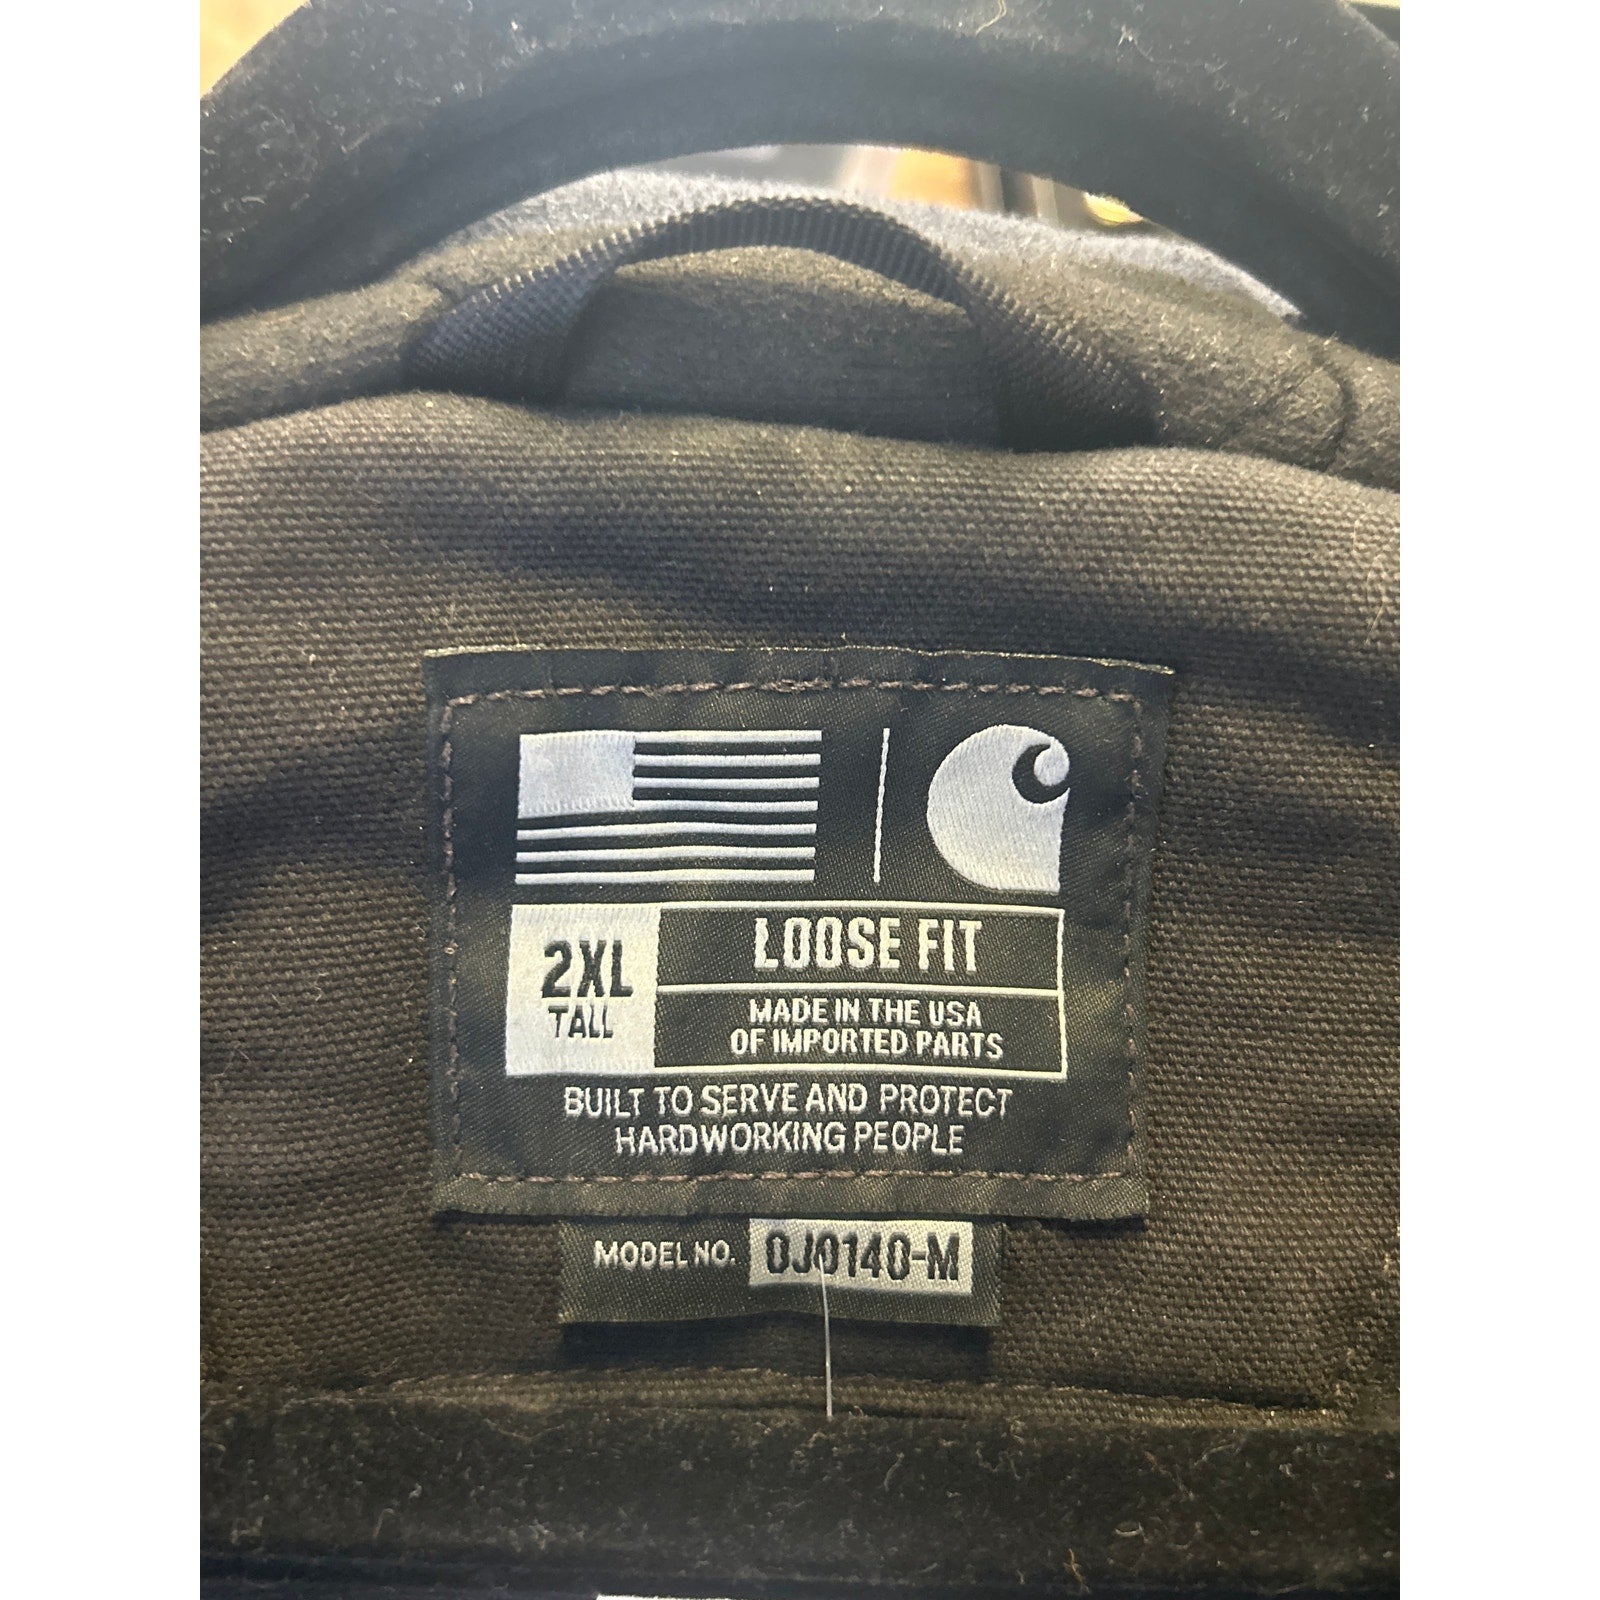 2XL
TALL
LOOSE FIT
MADE IN THE USA
OF IMPORTED PARTS
BUILT TO SERVE AND PROTECT
HARDWORKING PEOPLE
MODEL NO. 0J0140-M